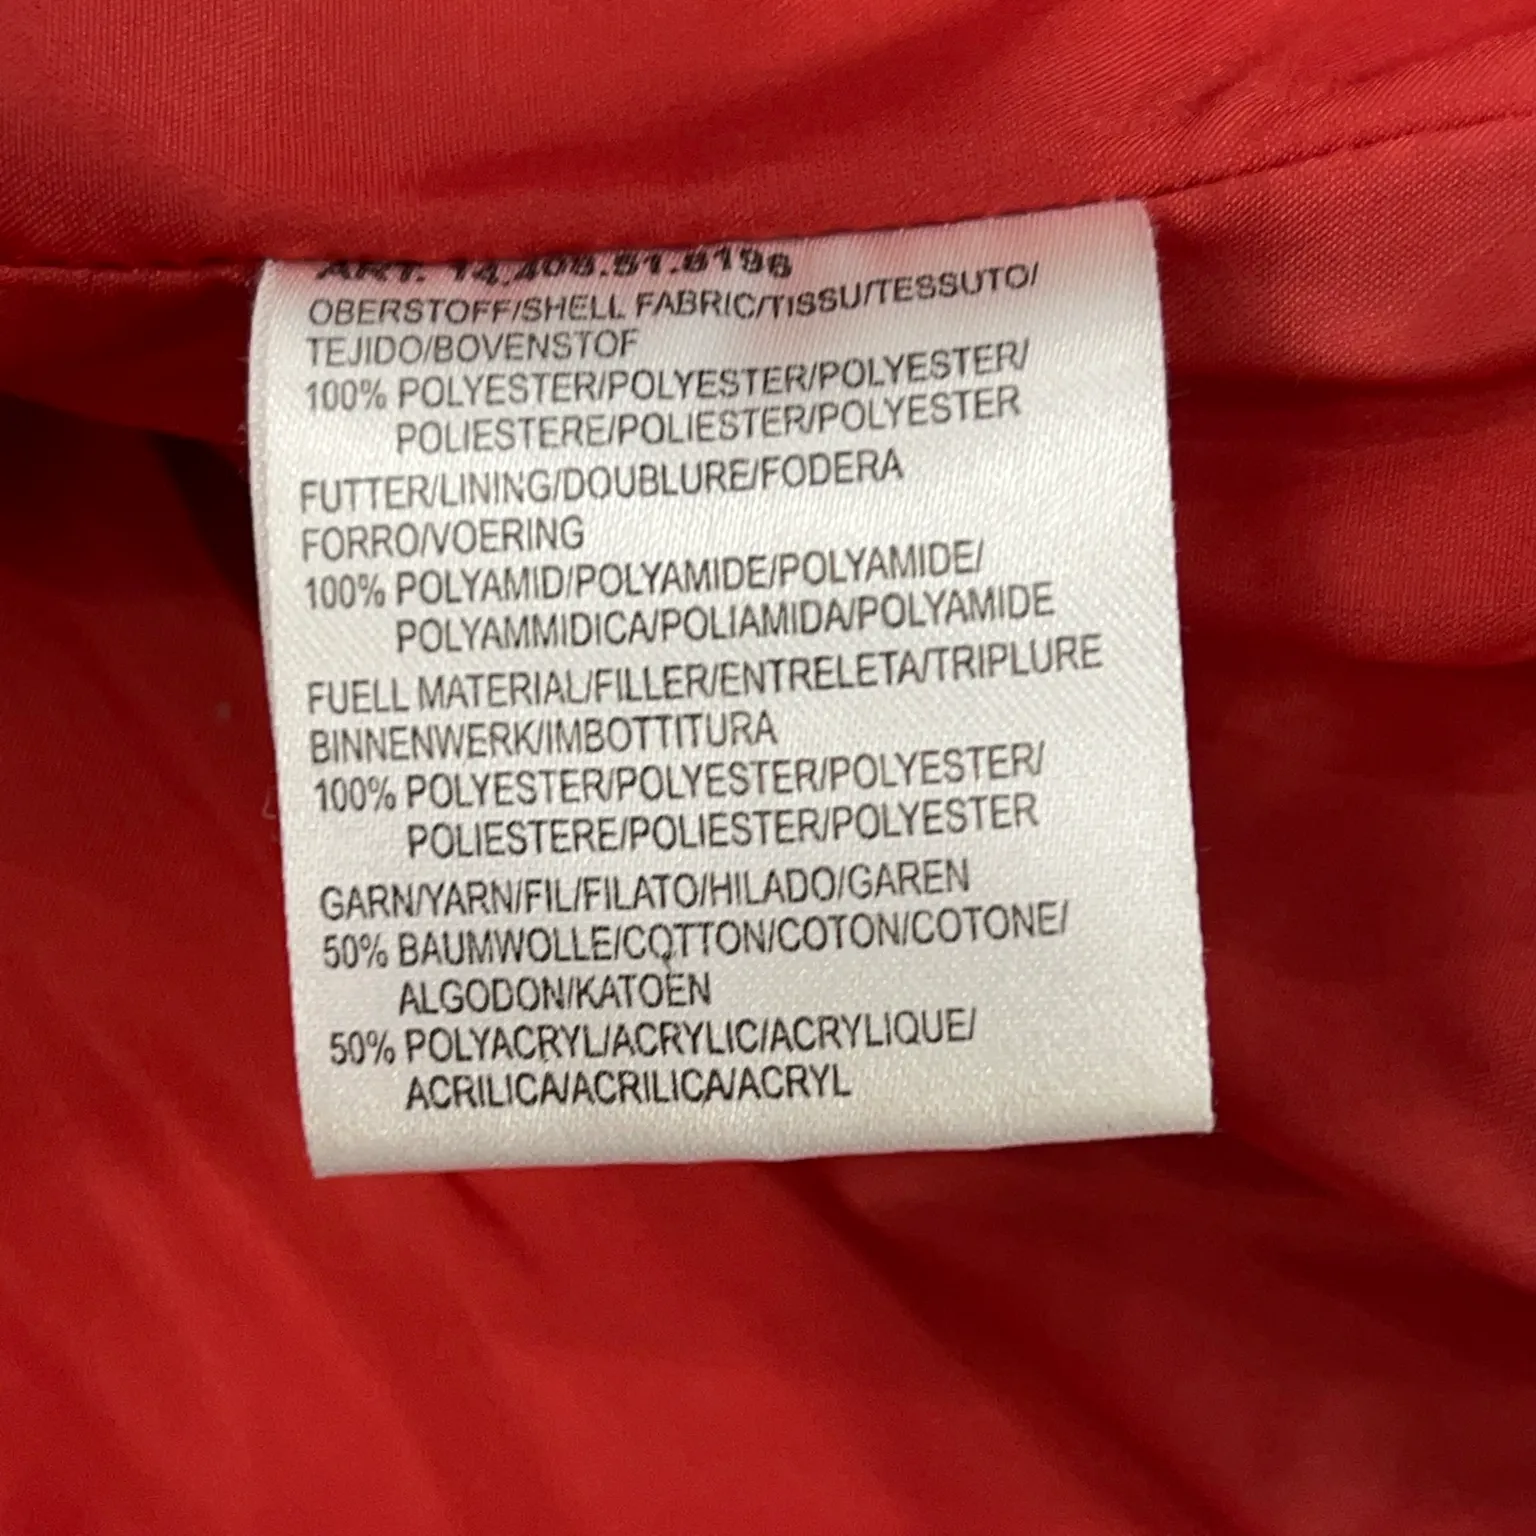 ART. 14.408.51.8196
OBERSTOFF/SHELL FABRIC/TISSU/TESSUTO/
TEJIDO/BOVENSTOF
100% POLYESTER/POLYESTER/POLYESTER/
POLIESTERE/POLIESTER/POLYESTER
FUTTER/LINING/DOUBLURE/FODERA
FORRO/VOERING
100% POLYAMID/POLYAMIDE/POLYAMIDE/
POLYAMMIDICA/POLIAMIDA/POLYAMIDE
FUELL MATERIAL/FILLER/ENTRELETA/TRIPLURE
BINNENWERK/IMBOTTITURA
100% POLYESTER/POLYESTER/POLYESTER/
POLIESTERE/POLIESTER/POLYESTER
GARN/YARN/FIL/FILATO/HILADO/GAREN
50% BAUMWOLLE/COTTON/COTON/COTONE/
ALGODON/KATOEN
50% POLYACRYL/ACRYLIC/ACRYLIQUE/
ACRILICA/ACRILICA/ACRYL